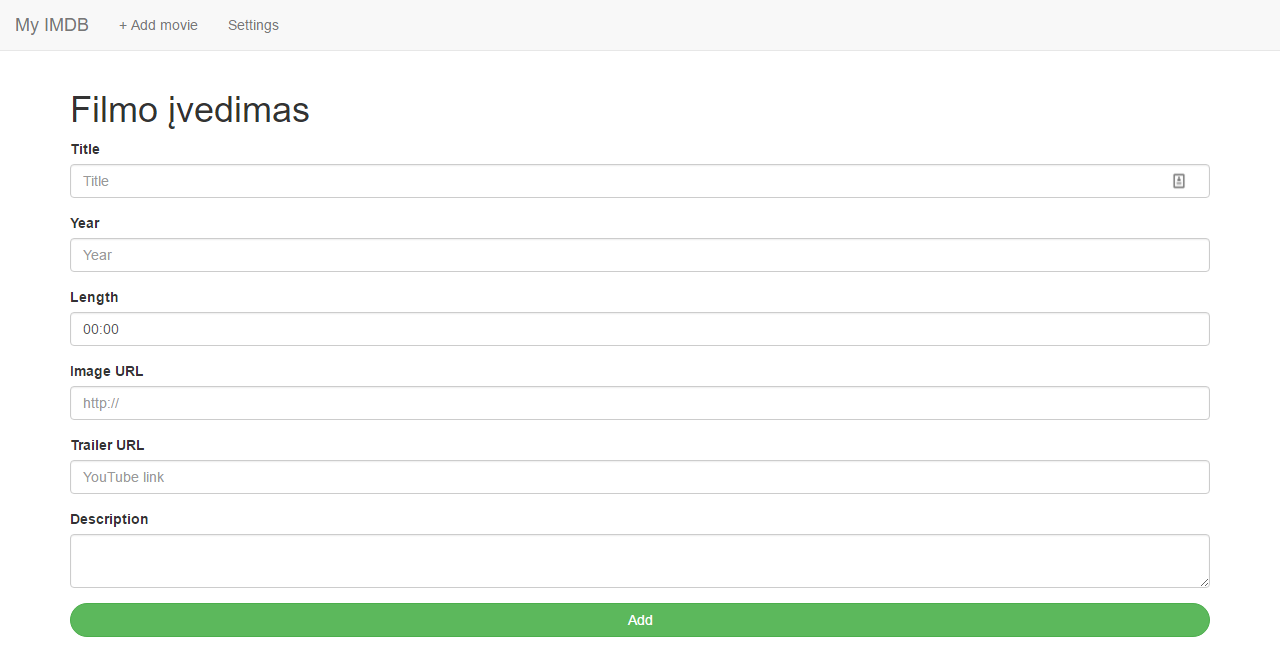 My IMDB + Add movie Settings
Filmo įvedimas
Title
Title
Year
Year
Length
00:00
Image URL
http://
Trailer URL
YouTube link
Description
Add